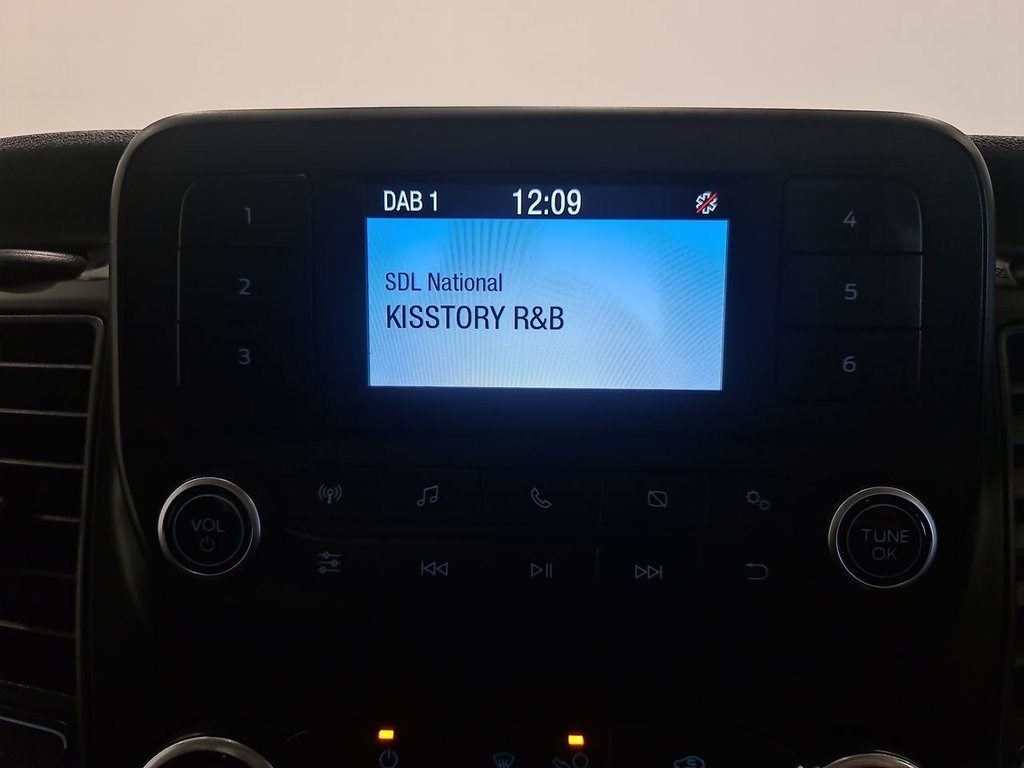 DAB 1 12:09
SDL National
KISSTORY R&B
1
2
3
4
5
6
VOL
TUNE
OK